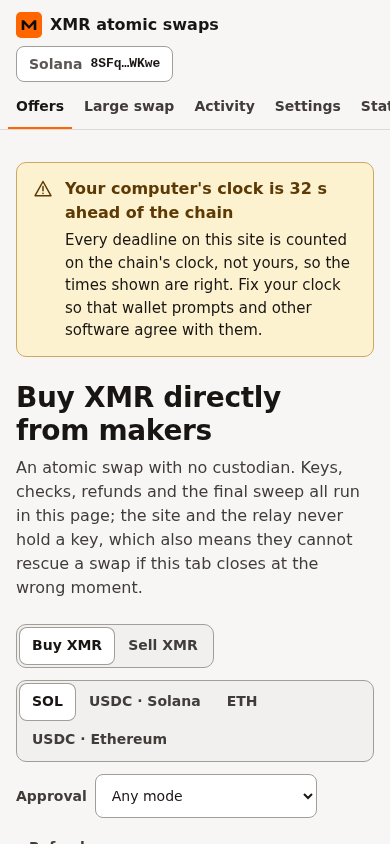 XMR atomic swaps
Solana 8SFq…WKwe
Offers Large swap Activity Settings
Your computer's clock is 32 s
ahead of the chain
Every deadline on this site is counted
on the chain's clock, not yours, so the
times shown are right. Fix your clock
so that wallet prompts and other
software agree with them.
Buy XMR directly
from makers
An atomic swap with no custodian. Keys,
checks, refunds and the final sweep all run
in this page; the site and the relay never
hold a key, which also means they cannot
rescue a swap if this tab closes at the
wrong moment.
Buy XMR Sell XMR
SOL USDC · Solana ETH
USDC · Ethereum
Approval Any mode